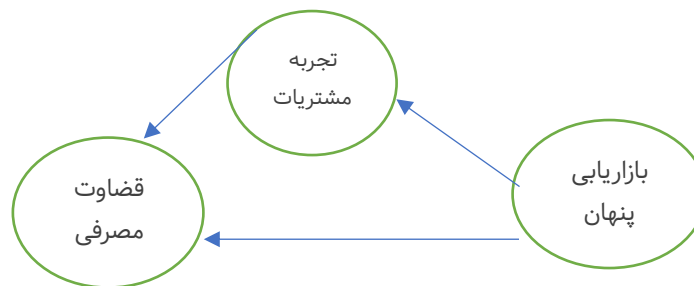 تجربه
مشتریات
بازاریابی
پنهان
قضاوت
مصرفی